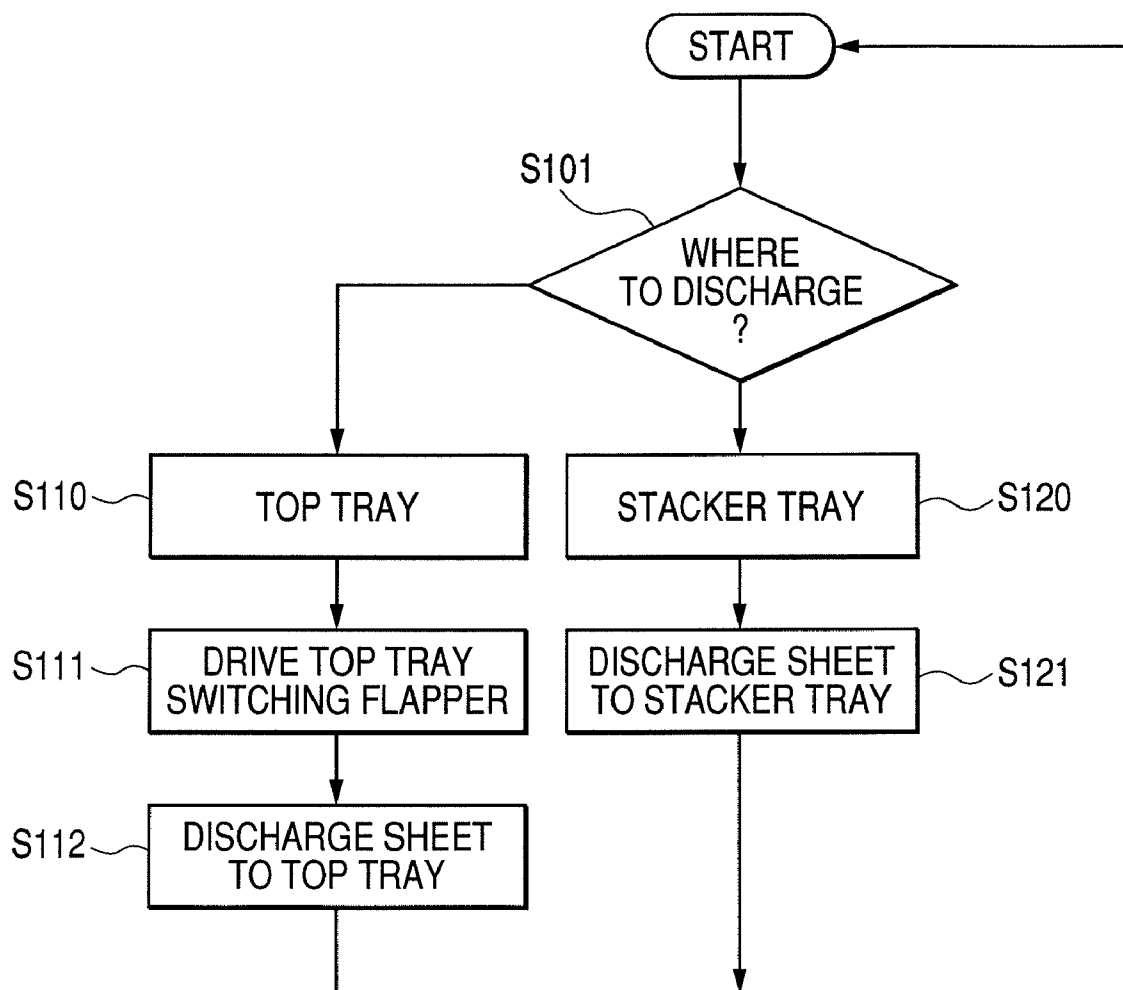 START
S101
WHERE
TO DISCHARGE
?
S110
TOP TRAY
STACKER TRAY
S120
S111
DRIVE TOP TRAY
SWITCHING FLAPPER
DISCHARGE SHEET
TO STACKER TRAY
S121
S112
DISCHARGE SHEET
TO TOP TRAY